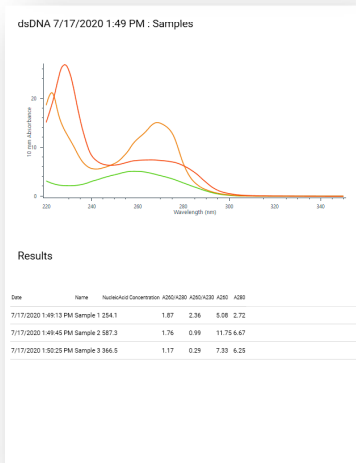 dsDNA 7/17/2020 1:49 PM : Samples
20
10
0
10 mm Absorbance
220 240 260 280 300 320 340
Wavelength (nm)
Results
Date Name NucleicAcid Concentration A260/A280 A260/A230 A260 A280
7/17/2020 1:49:13 PM Sample 1 254.1 1.87 2.36 5.08 2.72
7/17/2020 1:49:45 PM Sample 2 587.3 1.76 0.99 11.75 6.67
7/17/2020 1:50:25 PM Sample 3 366.5 1.17 0.29 7.33 6.25